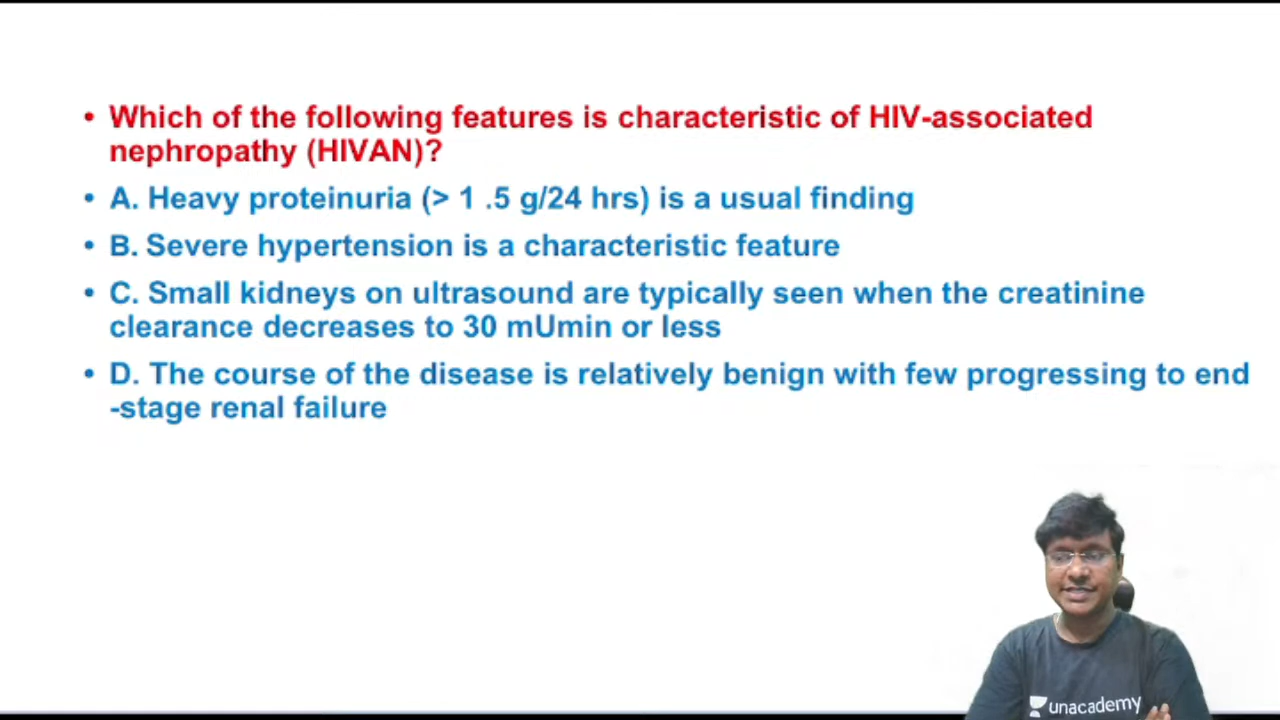 • Which of the following features is characteristic of HIV-associated
nephropathy (HIVAN)?
• A. Heavy proteinuria (> 1 .5 g/24 hrs) is a usual finding
• B. Severe hypertension is a characteristic feature
• C. Small kidneys on ultrasound are typically seen when the creatinine
clearance decreases to 30 mUmin or less
• D. The course of the disease is relatively benign with few progressing to end
-stage renal failure
unacademy